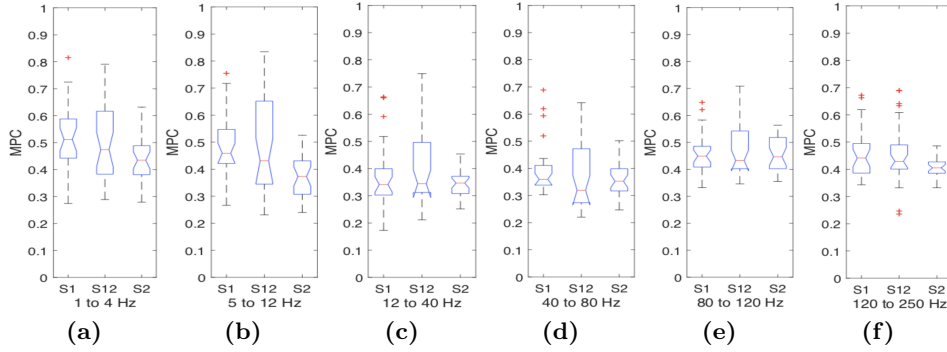 1 1 1 1 1 1
0.9 0.9 0.9 0.9 0.9 0.9
0.8 0.8 0.8 0.8 0.8 0.8
0.7 0.7 0.7 0.7 0.7 0.7
0.6 0.6 0.6 0.6 0.6 0.6
MPC 0.5 MPC 0.5 MPC 0.5 MPC 0.5 MPC 0.5 MPC 0.5
0.4 0.4 0.4 0.4 0.4 0.4
0.3 0.3 0.3 0.3 0.3 0.3
0.2 0.2 0.2 0.2 0.2 0.2
0.1 0.1 0.1 0.1 0.1 0.1
0 0 0 0 0 0
S1 S12 S2 S1 S12 S2 S1 S12 S2 S1 S12 S2 S1 S12 S2 S1 S12 S2
1 to 4 Hz 5 to 12 Hz 12 to 40 Hz 40 to 80 Hz 80 to 120 Hz 120 to 250 Hz
(a) (b) (c) (d) (e) (f)